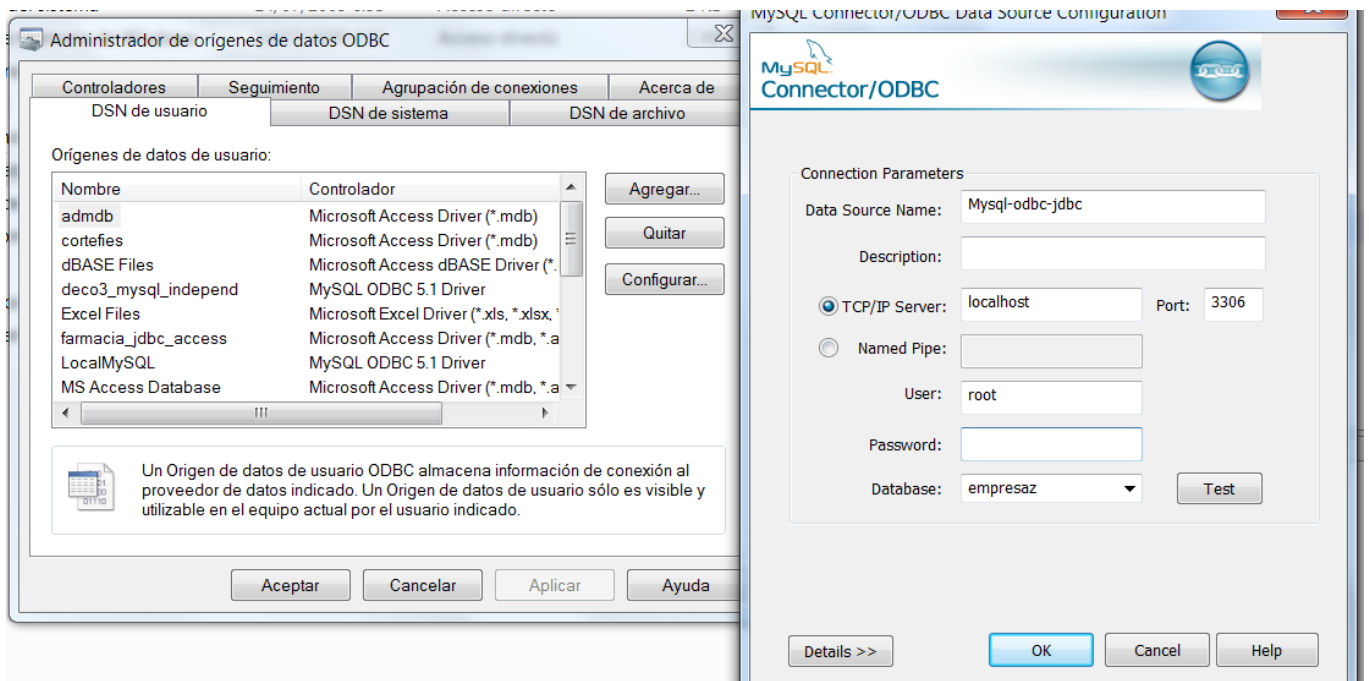 Administrador de orígenes de datos ODBC
Controladores
Seguimiento
Agrupación de conexiones
Acerca de
DSN de usuario
DSN de sistema
DSN de archivo
Orígenes de datos de usuario:
Nombre Controlador
admdb Microsoft Access Driver (*.mdb)
cortefies Microsoft Access Driver (*.mdb)
dBASE Files Microsoft Access dBASE Driver (*.
deco3_mysql_independ MySQL ODBC 5.1 Driver
Excel Files Microsoft Excel Driver (*.xls, *.xlsx, *
farmacia_jdbc_access Microsoft Access Driver (*.mdb, *.a
LocalMySQL MySQL ODBC 5.1 Driver
MS Access Database Microsoft Access Driver (*.mdb, *.a
Agregar...
Quitar
Configurar...
Un Origen de datos de usuario ODBC almacena información de conexión al
proveedor de datos indicado. Un Origen de datos de usuario sólo es visible y
utilizable en el equipo actual por el usuario indicado.
Aceptar
Cancelar
Aplicar
Ayuda
MySQL Connector/ODBC Data Source Configuration
MySQL
Connector/ODBC
Connection Parameters
Data Source Name: Mysql-odbc-jdbc
Description:
TCP/IP Server: localhost Port: 3306
Named Pipe:
User: root
Password:
Database: empresaz
Test
Details >>
OK
Cancel
Help